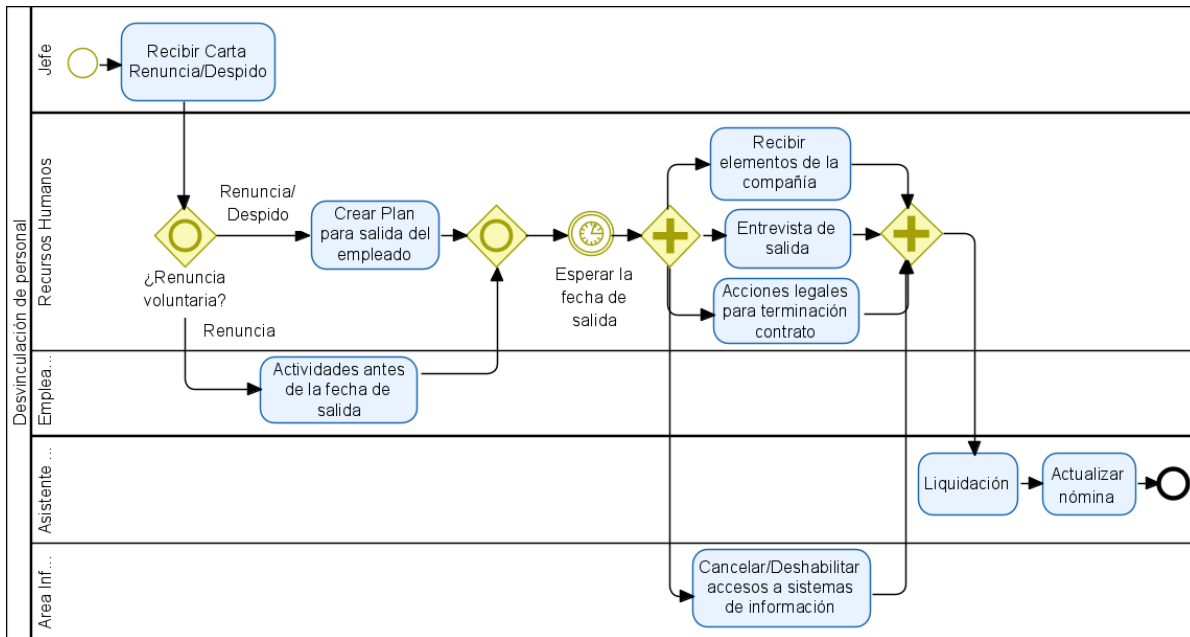 Desvinculación de personal
Jefe
Recibir Carta
Renuncia/Despido
Recursos Humanos
¿Renuncia
voluntaria?
Renuncia/
Despido
Renuncia
Crear Plan
para salida del
empleado
Esperar la
fecha de
salida
Recibir
elementos de la
compañía
Entrevista de
salida
Acciones legales
para terminación
contrato
Emplea...
Actividades antes
de la fecha de
salida
Asistente ...
Liquidación
Actualizar
nómina
Area Inf...
Cancelar/Deshabilitar
accesos a sistemas
de información